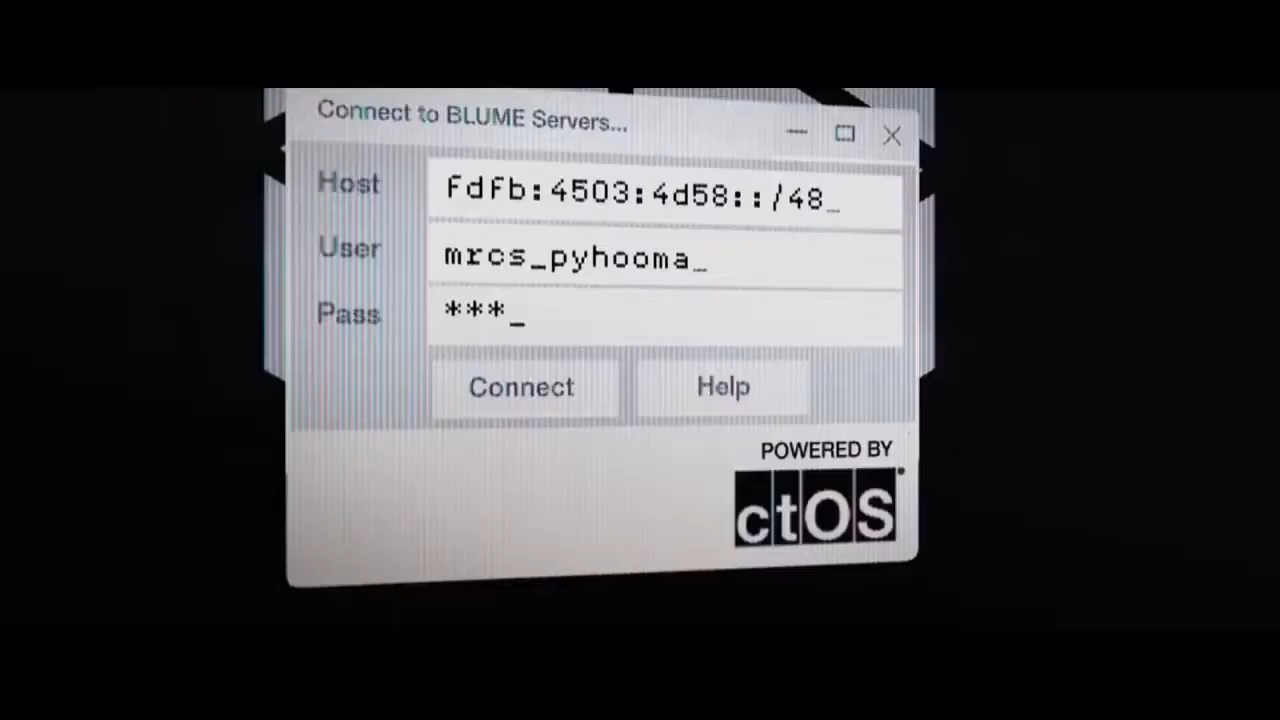 Connect to BLUME Servers...
Host fdfb:4503:4d58::/48_
User mrcs_pyhooma_
Pass ***_
Connect Help
POWERED BY
ctOS